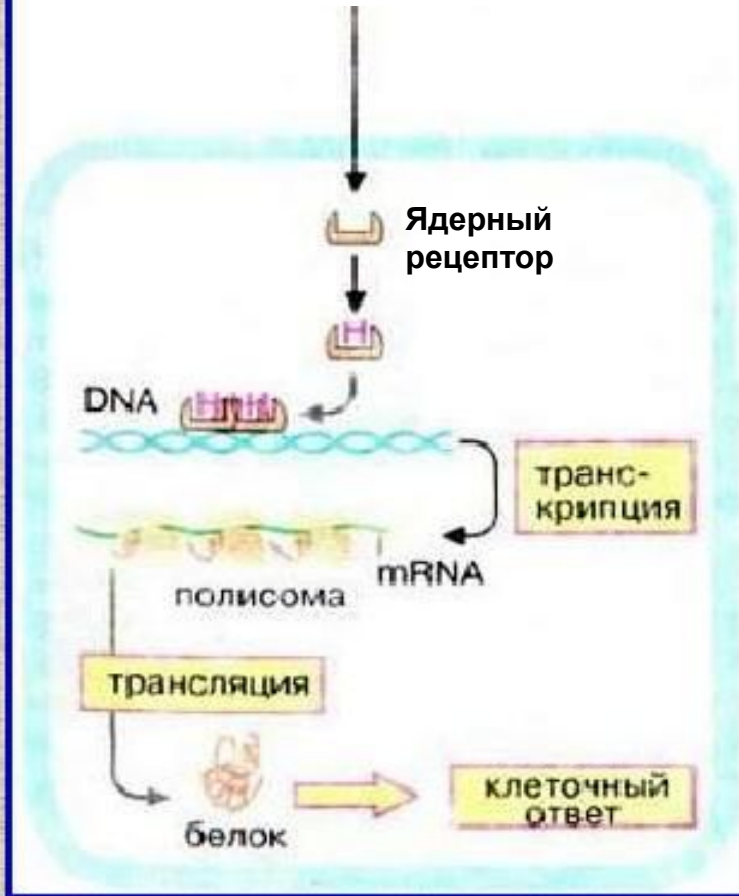 Ядерный
рецептор
H
DNA
H H
транс-
крипция
mRNA
полисома
трансляция
белок
клеточный
ответ